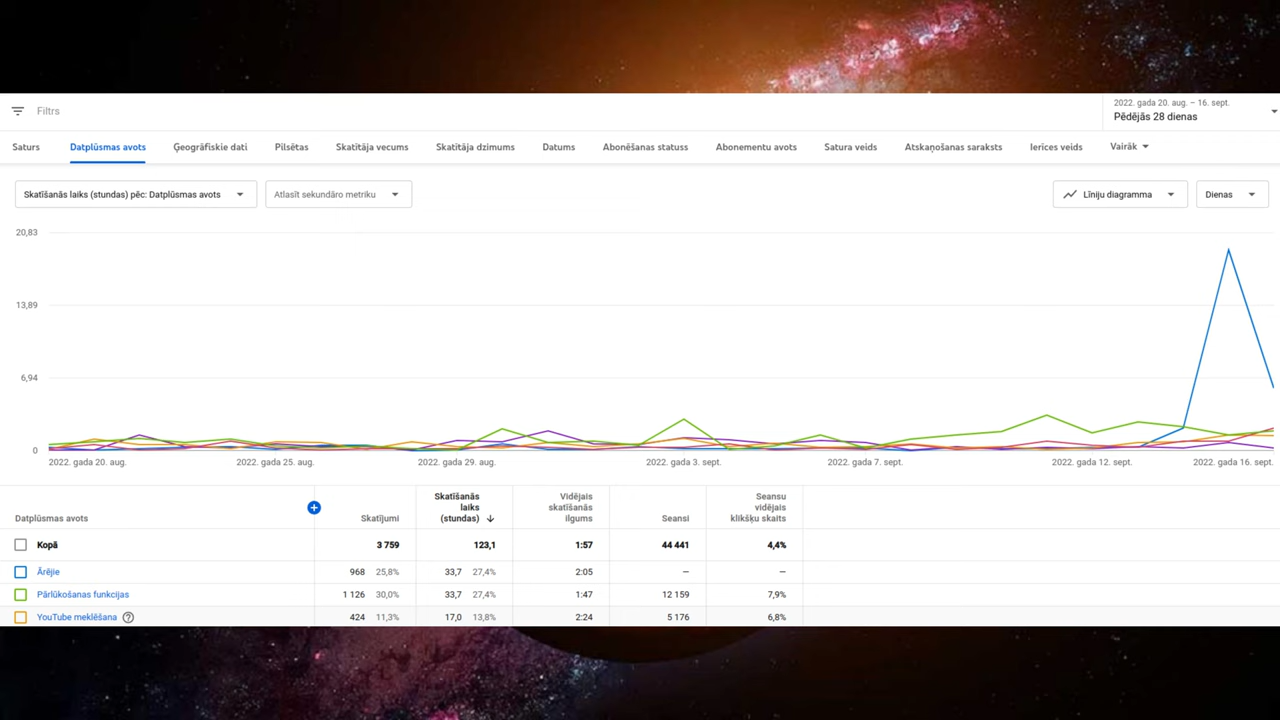 Filtrs
2022. gada 20. aug. – 16. sept.
Pēdējās 28 dienas
Saturs Datplūsmas avots Ģeogrāfiskie dati Pilsētas Skatītāja vecums Skatītāja dzimums Datums Abonēšanas statuss Abonementu avots Satura veids Atskaņošanas saraksts Ierīces veids Vairāk
Skatīšanās laiks (stundas) pēc: Datplūsmas avots Atlasīt sekundāro metriku Līniju diagramma Dienas
20,83
13,89
6,94
0
2022. gada 20. aug. 2022. gada 25. aug. 2022. gada 29. aug. 2022. gada 3. sept. 2022. gada 7. sept. 2022. gada 12. sept. 2022. gada 16. sept.
Datplūsmas avots
Skatījumi
Skatīšanās
laiks
(stundas)
Vidējais
skatīšanās
ilgums
Seansi
Seansu
vidējais
klikšķu skaits
Kopā 3 759 123,1 1:57 44 441 4,4%
Ārējie 968 25,8% 33,7 27,4% 2:05 – –
Pārlūkošanas funkcijas 1 126 30,0% 33,7 27,4% 1:47 12 159 7,9%
YouTube meklēšana 424 11,3% 17,0 13,8% 2:24 5 176 6,8%